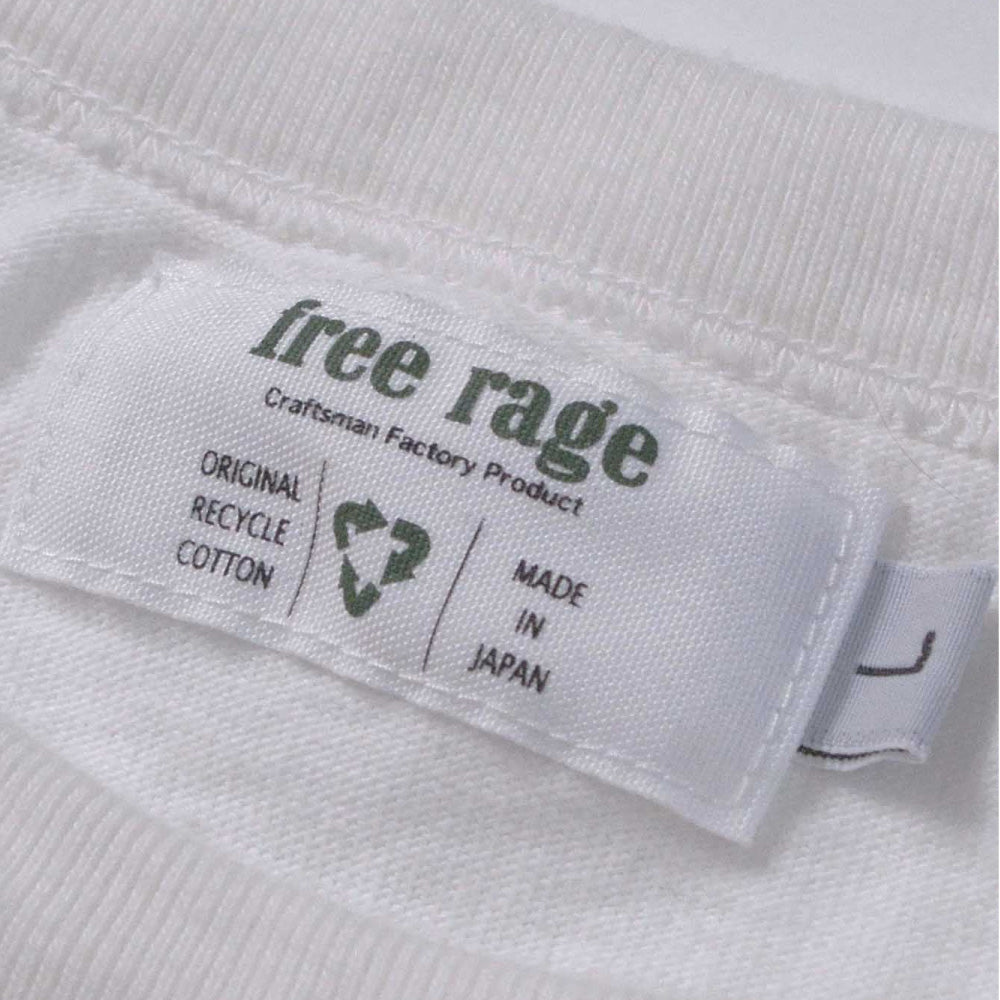 free rage
Craftsman Factory Product
ORIGINAL
RECYCLE
COTTON
MADE
IN
JAPAN
L